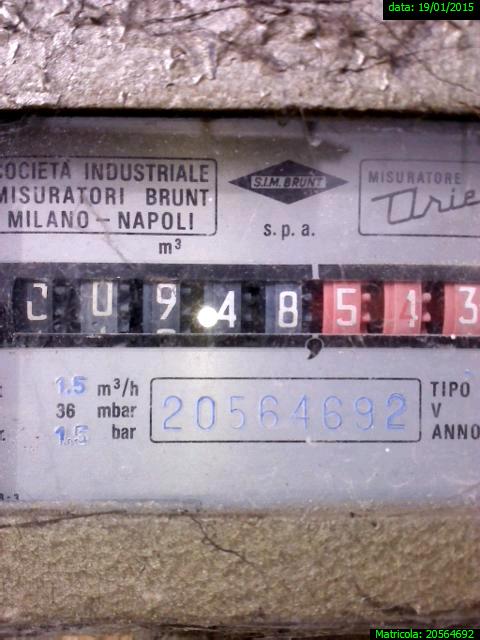 data: 19/01/2015
OCIETÀ INDUSTRIALE
MISURATORI BRUNT
MILANO - NAPOLI
S.I.M. BRUNT
s.p.a.
MISURATORE
m³
0 0 9 4 8 , 5 4 3
1.5 m³/h
36 mbar
1.5 bar
20564692
TIPO
V
ANNO
Matricola: 20564692